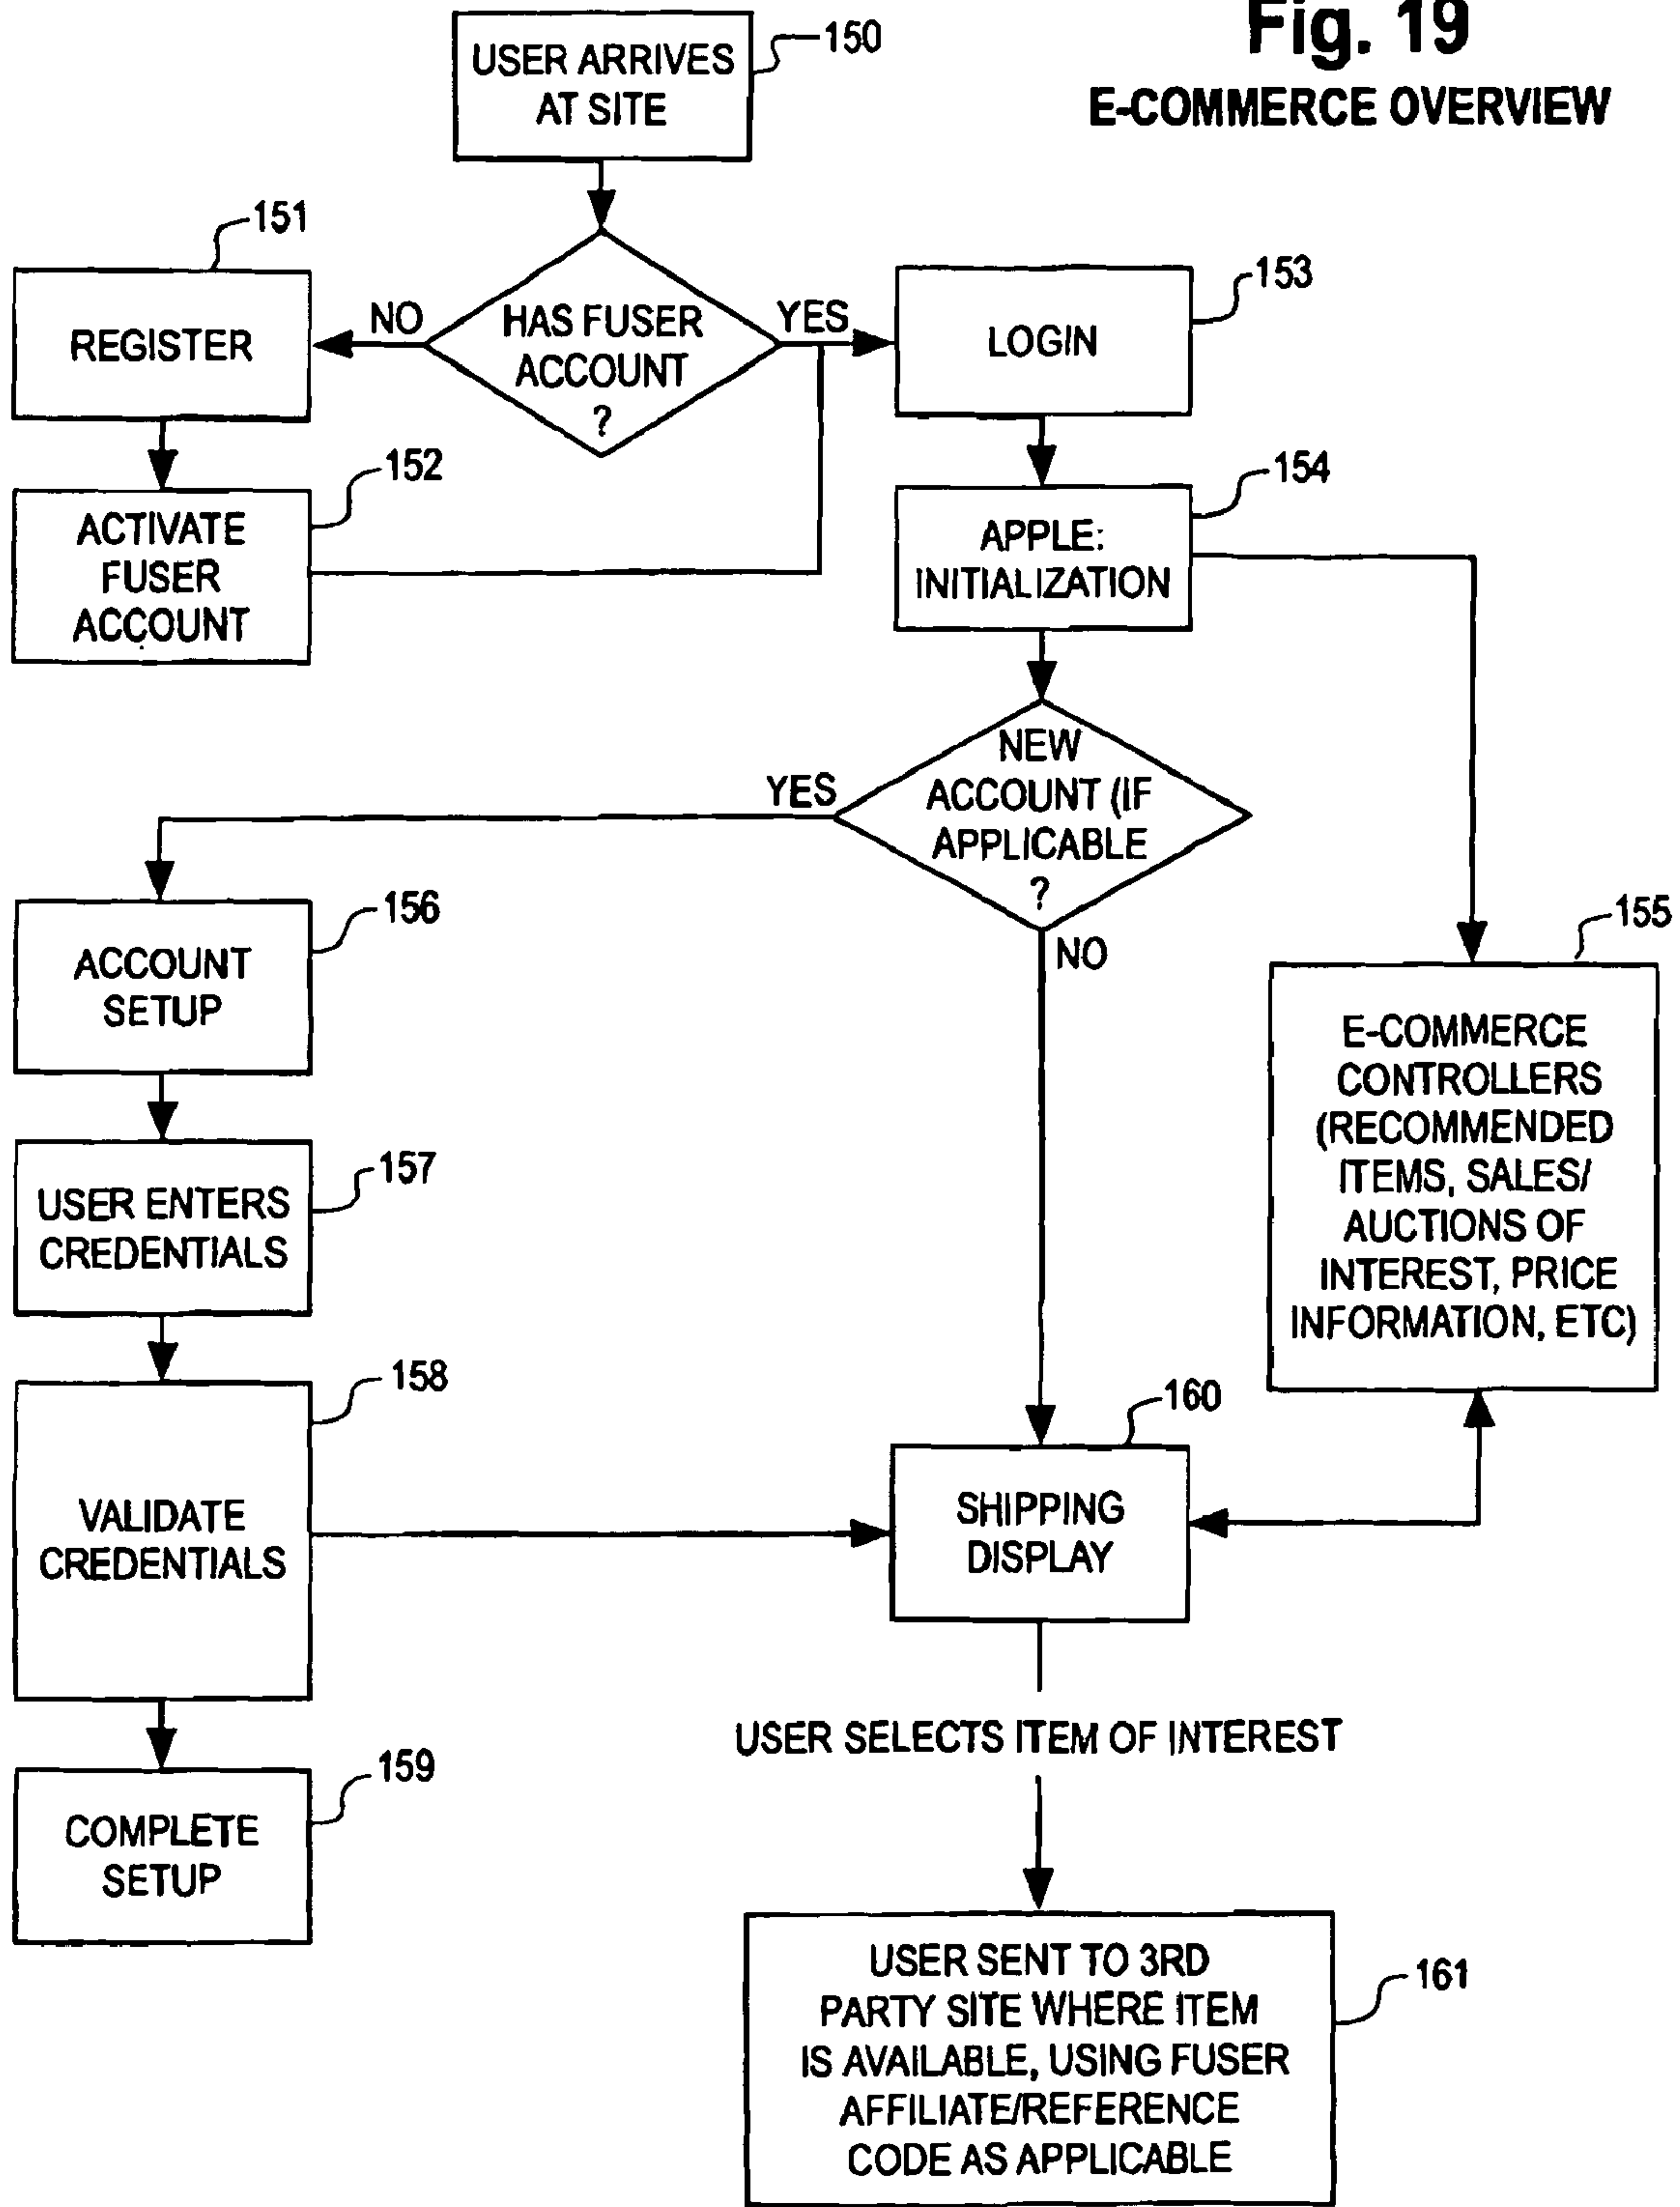 Fig. 19
E-COMMERCE OVERVIEW
USER ARRIVES
AT SITE
150
HAS FUSER
ACCOUNT
?
NO
YES
151
REGISTER
152
ACTIVATE
FUSER
ACCOUNT
153
LOGIN
154
APPLE:
INITIALIZATION
NEW
ACCOUNT (IF
APPLICABLE
?
YES
NO
155
E-COMMERCE
CONTROLLERS
(RECOMMENDED
ITEMS, SALES/
AUCTIONS OF
INTEREST, PRICE
INFORMATION, ETC)
156
ACCOUNT
SETUP
157
USER ENTERS
CREDENTIALS
158
VALIDATE
CREDENTIALS
159
COMPLETE
SETUP
160
SHIPPING
DISPLAY
USER SELECTS ITEM OF INTEREST
USER SENT TO 3RD
PARTY SITE WHERE ITEM
IS AVAILABLE, USING FUSER
AFFILIATE/REFERENCE
CODE AS APPLICABLE
161